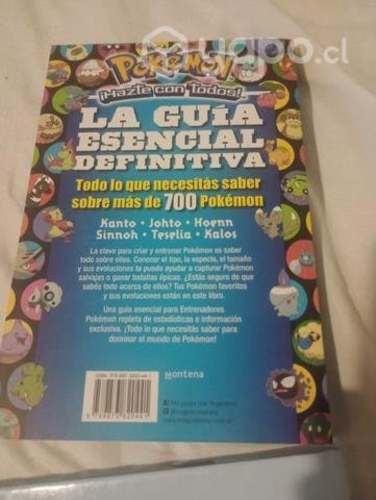 yapo.cl
Pokémon
¡Hazte con Todos!
LA GUÍA
ESENCIAL
DEFINITIVA
Todo lo que necesitás saber
sobre más de 700 Pokémon
Kanto • Johto • Hoenn
Sinnoh • Teselia • Kalos
La clave para criar y entrenar Pokémon es saber
todo sobre ellos. Conocer el tipo, la especie, el tamaño y
sus evoluciones te puede ayudar a capturar Pokémon
salvajes o ganar batallas épicas. ¿Estás seguro de que
sabés todo acerca de ellos? Tus Pokémon favoritos
y sus evoluciones están en este libro.
Una guía esencial para Entrenadores
Pokémon repleta de estadísticas e información
exclusiva. ¡Todo lo que necesitás saber para
dominar el mundo de Pokémon!
montena